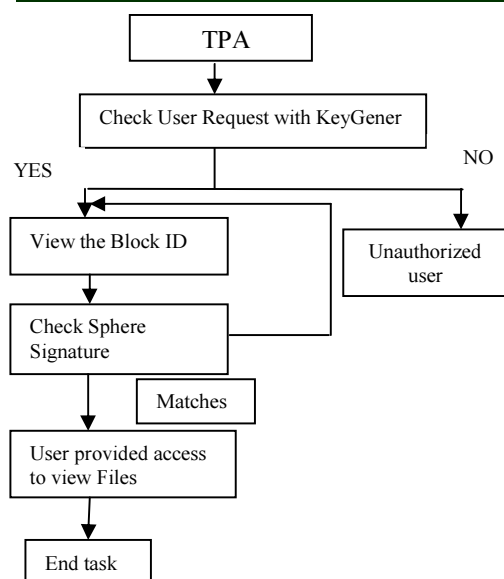 TPA
Check User Request with KeyGener
YES
NO
View the Block ID
Unauthorized
user
Check Sphere
Signature
Matches
User provided access
to view Files
End task